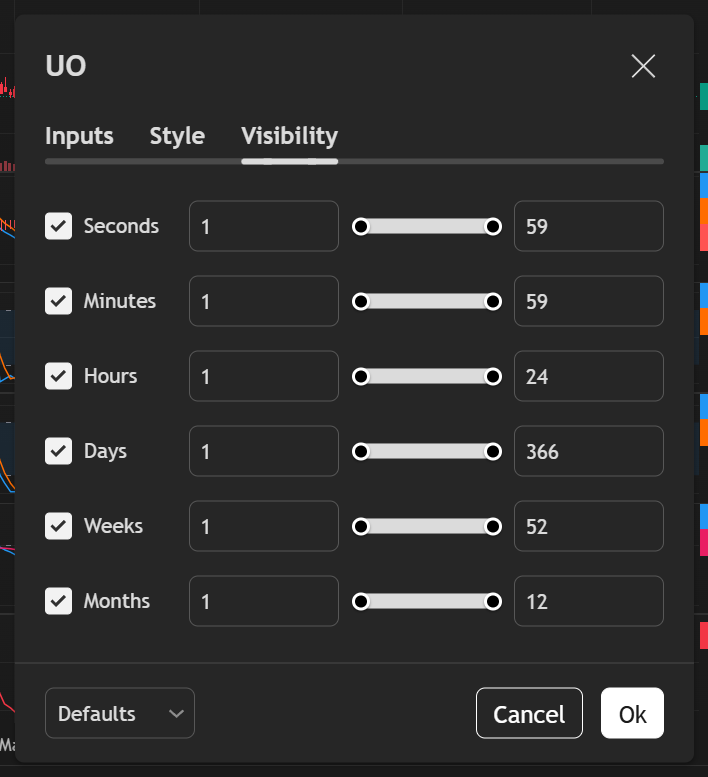 UO
Inputs Style Visibility
Seconds 1 59
Minutes 1 59
Hours 1 24
Days 1 366
Weeks 1 52
Months 1 12
Defaults Cancel Ok
Ma